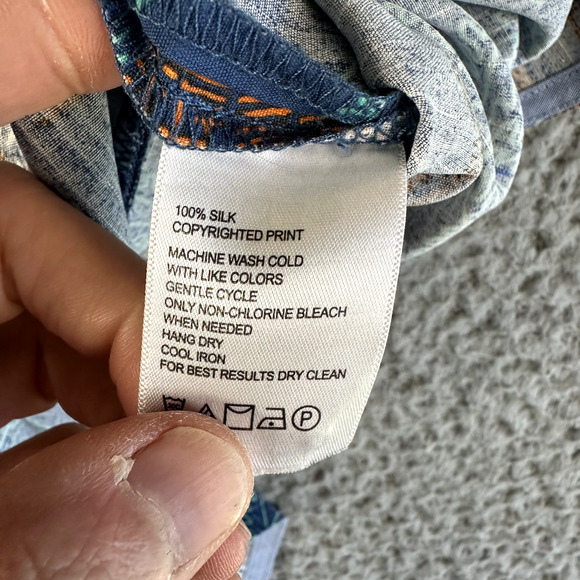 100% SILK
COPYRIGHTED PRINT
MACHINE WASH COLD
WITH LIKE COLORS
GENTLE CYCLE
ONLY NON-CHLORINE BLEACH
WHEN NEEDED
HANG DRY
COOL IRON
FOR BEST RESULTS DRY CLEAN
P